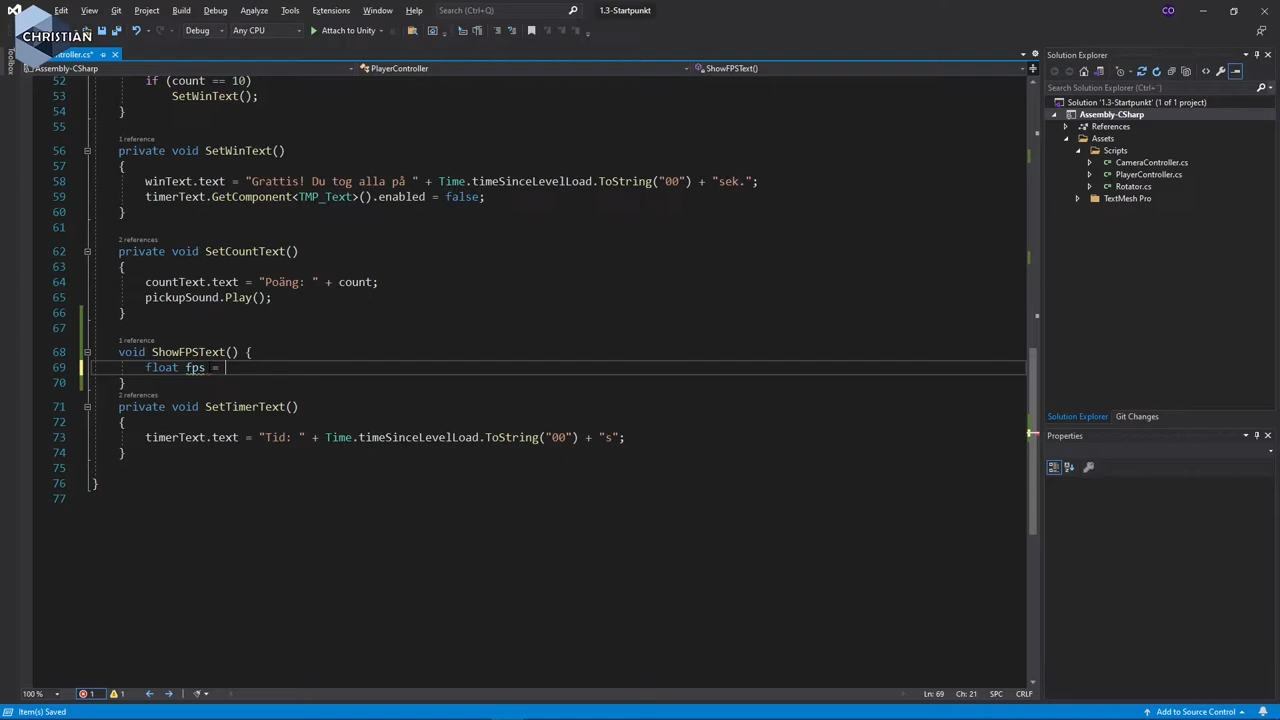 File Edit View Git Project Build Debug Analyze Tools Extensions Window Help Search (Ctrl+Q) 1.3-Startpunkt CO
CHRISTIAN
Debug Any CPU Attach to Unity
ontroller.cs*
Toolbox
Assembly-CSharp PlayerController ShowFPSText()
52 if (count == 10)
53 SetWinText();
54 }
55
1 reference
56 private void SetWinText()
57 {
58 winText.text = "Grattis! Du tog alla på " + Time.timeSinceLevelLoad.ToString("00") + "sek.";
59 timerText.GetComponent<TMP_Text>().enabled = false;
60 }
61
2 references
62 private void SetCountText()
63 {
64 countText.text = "Poäng: " + count;
65 pickupSound.Play();
66 }
67
1 reference
68 void ShowFPSText() {
69 float fps =
70 }
2 references
71 private void SetTimerText()
72 {
73 timerText.text = "Tid: " + Time.timeSinceLevelLoad.ToString("00") + "s";
74 }
75
76 }
77
Solution Explorer
Search Solution Explorer (Ctrl+¨)
Solution '1.3-Startpunkt' (1 of 1 project)
Assembly-CSharp
References
Assets
Scripts
CameraController.cs
PlayerController.cs
Rotator.cs
TextMesh Pro
Solution Explorer Git Changes
Properties
100 % 1 1 Ln: 69 Ch: 21 SPC CRLF
Item(s) Saved Add to Source Control